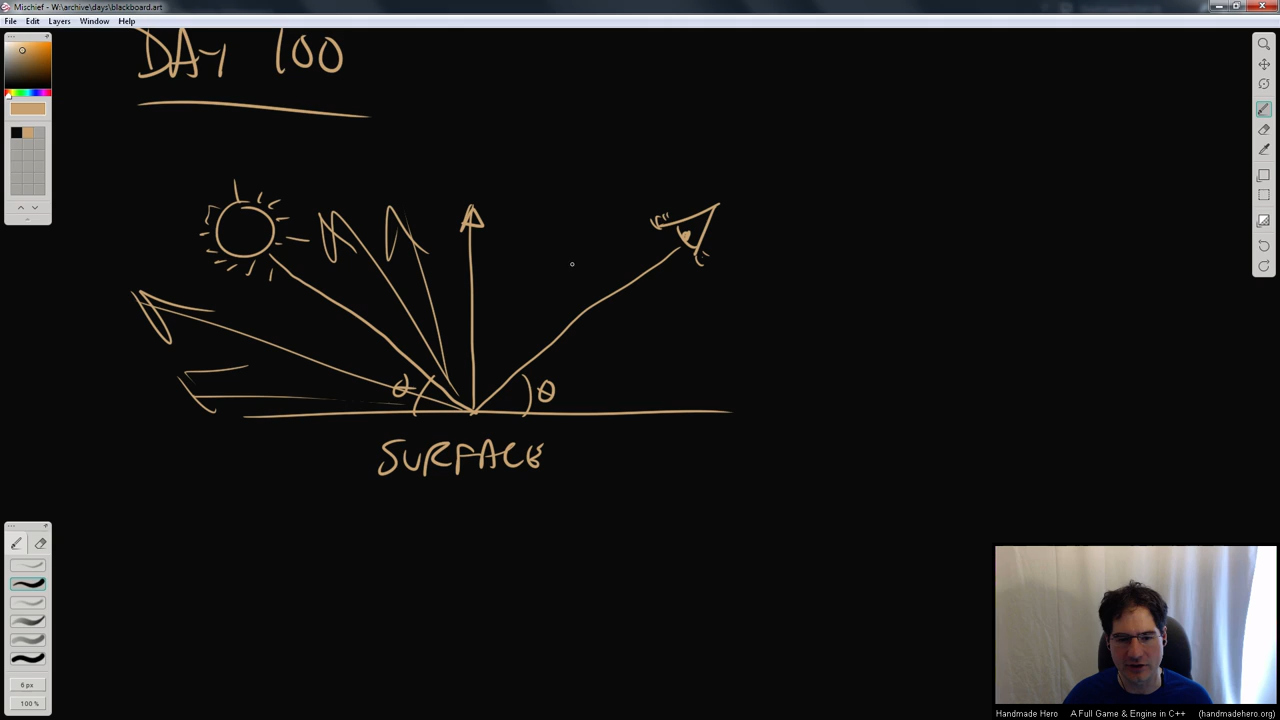 Mischief - W:\archive\days\blackboard.art
File Edit Layers Window Help
DAY 100
θ θ
SURFACE
6 px
100 %
Handmade Hero A Full Game & Engine in C++ (handmadehero.org)